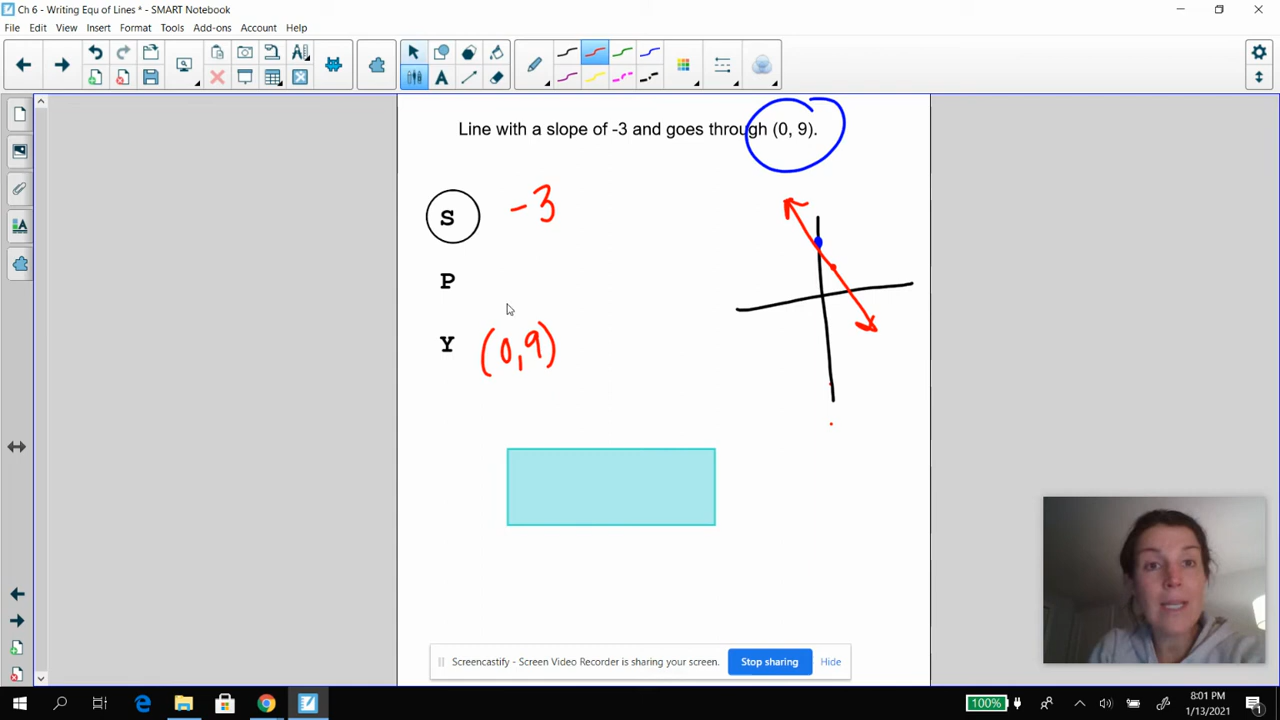 Ch 6 - Writing Equ of Lines * - SMART Notebook
File Edit View Insert Format Tools Add-ons Account Help
Line with a slope of -3 and goes through (0, 9).
S -3
P
Y (0,9)
Screencastify - Screen Video Recorder is sharing your screen. Stop sharing Hide
100%
8:01 PM
1/13/2021
1